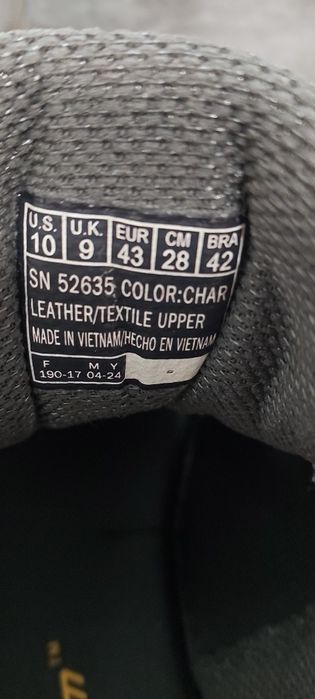 U.S. U.K. EUR CM BRA
10 9 43 28 42
SN 52635 COLOR:CHAR
LEATHER/TEXTILE UPPER
MADE IN VIETNAM/HECHO EN VIETNAM
F M Y
190-17 04-24
TM